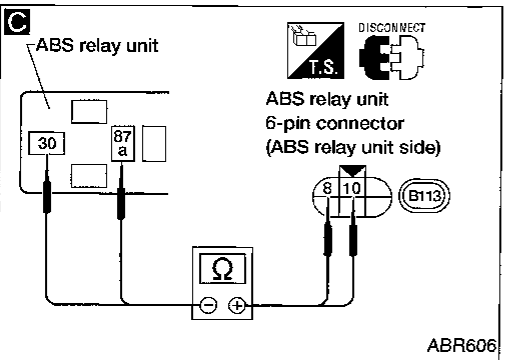 C
ABS relay unit
DISCONNECT
T.S.
ABS relay unit
6-pin connector
(ABS relay unit side)
30
87
a
8 10
B113
Ω
− +
ABR606